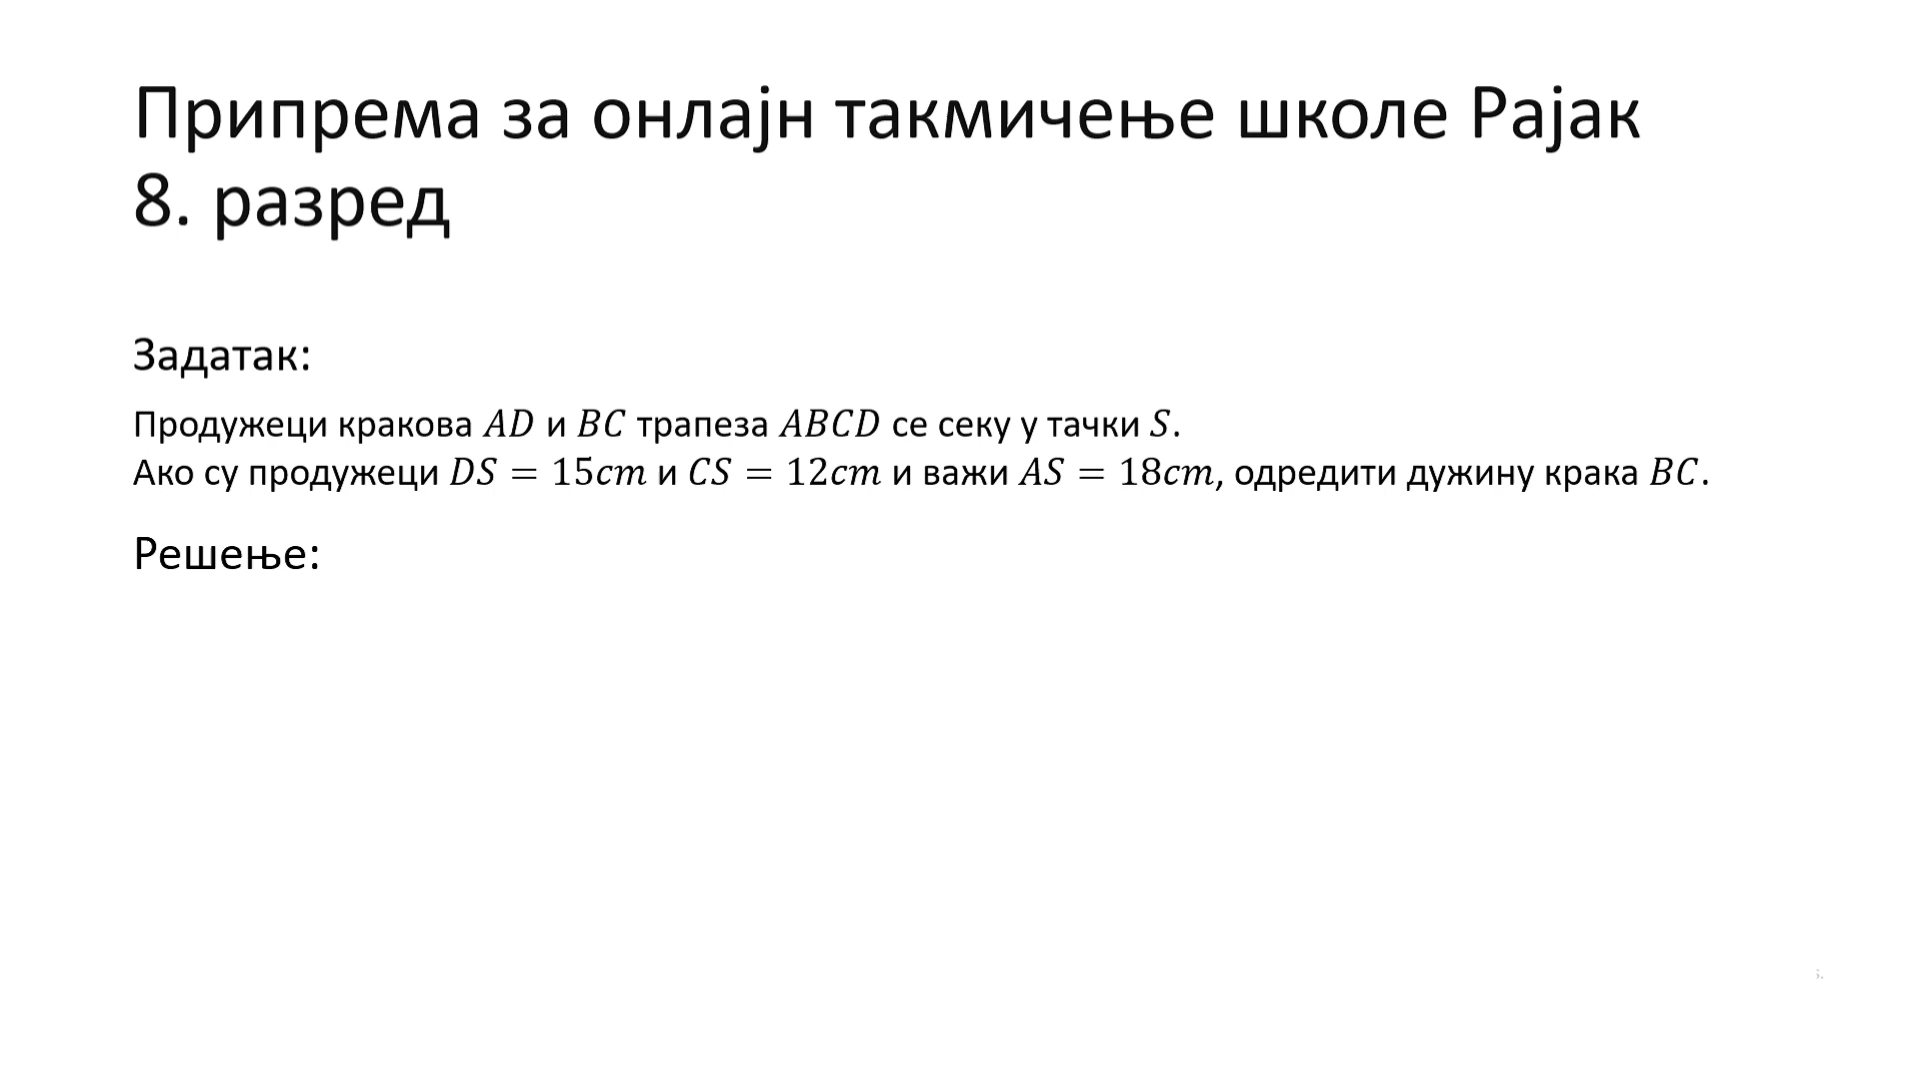 Припрема за онлајн такмичење школе Рајак
8. разред
Задатак:
Продужеци кракова AD и BC трапеза ABCD се секу у тачки S.
Ако су продужеци DS = 15cm и CS = 12cm и важи AS = 18cm, одредити дужину крака BC.
Решење: